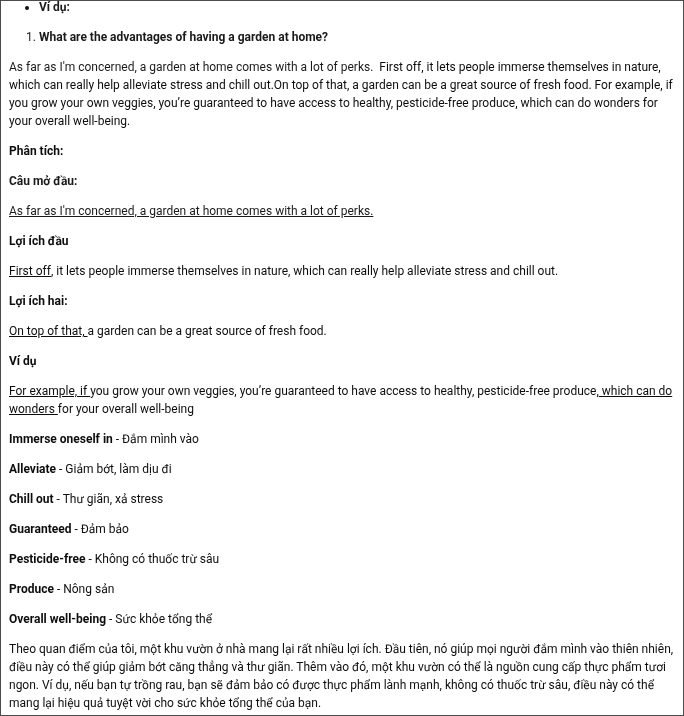 • Ví dụ:
1. What are the advantages of having a garden at home?
As far as I'm concerned, a garden at home comes with a lot of perks.  First off, it lets people immerse themselves in nature,
which can really help alleviate stress and chill out.On top of that, a garden can be a great source of fresh food. For example, if
you grow your own veggies, you’re guaranteed to have access to healthy, pesticide-free produce, which can do wonders for
your overall well-being.
Phân tích:
Câu mở đầu:
As far as I'm concerned, a garden at home comes with a lot of perks.
Lợi ích đầu
First off, it lets people immerse themselves in nature, which can really help alleviate stress and chill out.
Lợi ích hai:
On top of that, a garden can be a great source of fresh food.
Ví dụ
For example, if you grow your own veggies, you’re guaranteed to have access to healthy, pesticide-free produce, which can do
wonders for your overall well-being
Immerse oneself in - Đắm mình vào
Alleviate - Giảm bớt, làm dịu đi
Chill out - Thư giãn, xả stress
Guaranteed - Đảm bảo
Pesticide-free - Không có thuốc trừ sâu
Produce - Nông sản
Overall well-being - Sức khỏe tổng thể
Theo quan điểm của tôi, một khu vườn ở nhà mang lại rất nhiều lợi ích. Đầu tiên, nó giúp mọi người đắm mình vào thiên nhiên,
điều này có thể giúp giảm bớt căng thẳng và thư giãn. Thêm vào đó, một khu vườn có thể là nguồn cung cấp thực phẩm tươi
ngon. Ví dụ, nếu bạn tự trồng rau, bạn sẽ đảm bảo có được thực phẩm lành mạnh, không có thuốc trừ sâu, điều này có thể
mang lại hiệu quả tuyệt vời cho sức khỏe tổng thể của bạn.